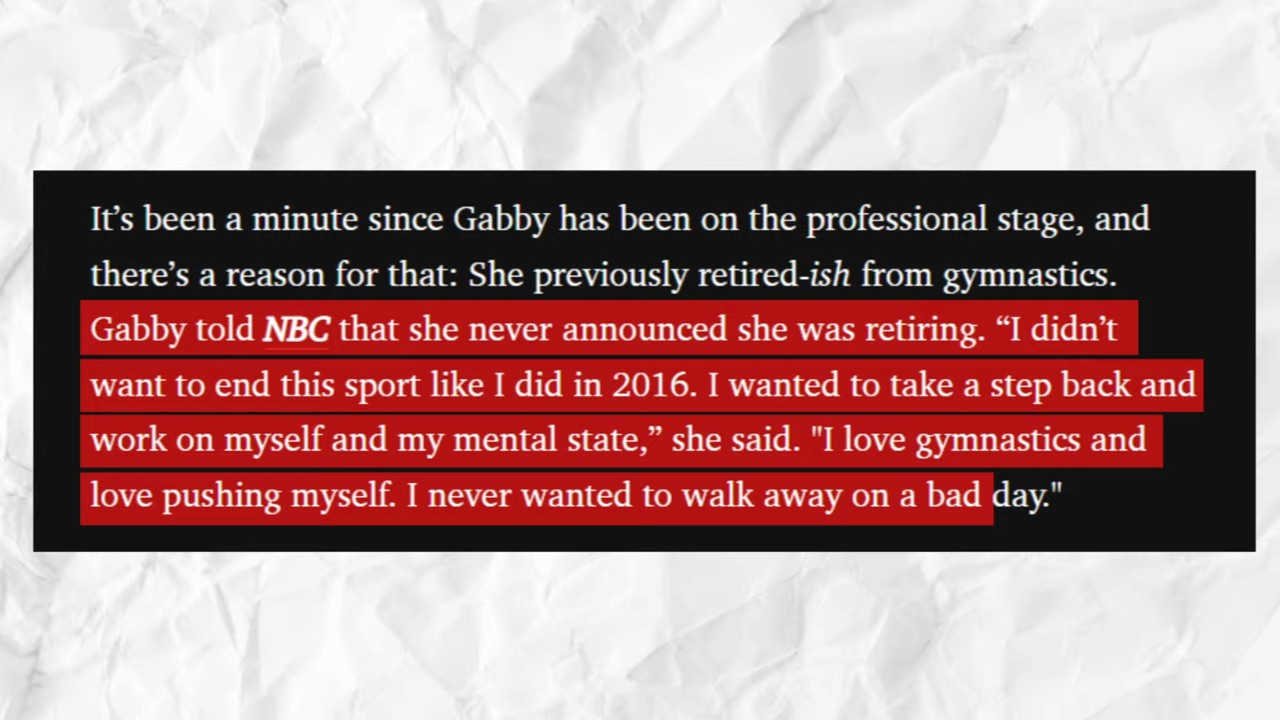 It’s been a minute since Gabby has been on the professional stage, and
there’s a reason for that: She previously retired-ish from gymnastics.
Gabby told NBC that she never announced she was retiring. “I didn’t
want to end this sport like I did in 2016. I wanted to take a step back and
work on myself and my mental state,” she said. "I love gymnastics and
love pushing myself. I never wanted to walk away on a bad day."